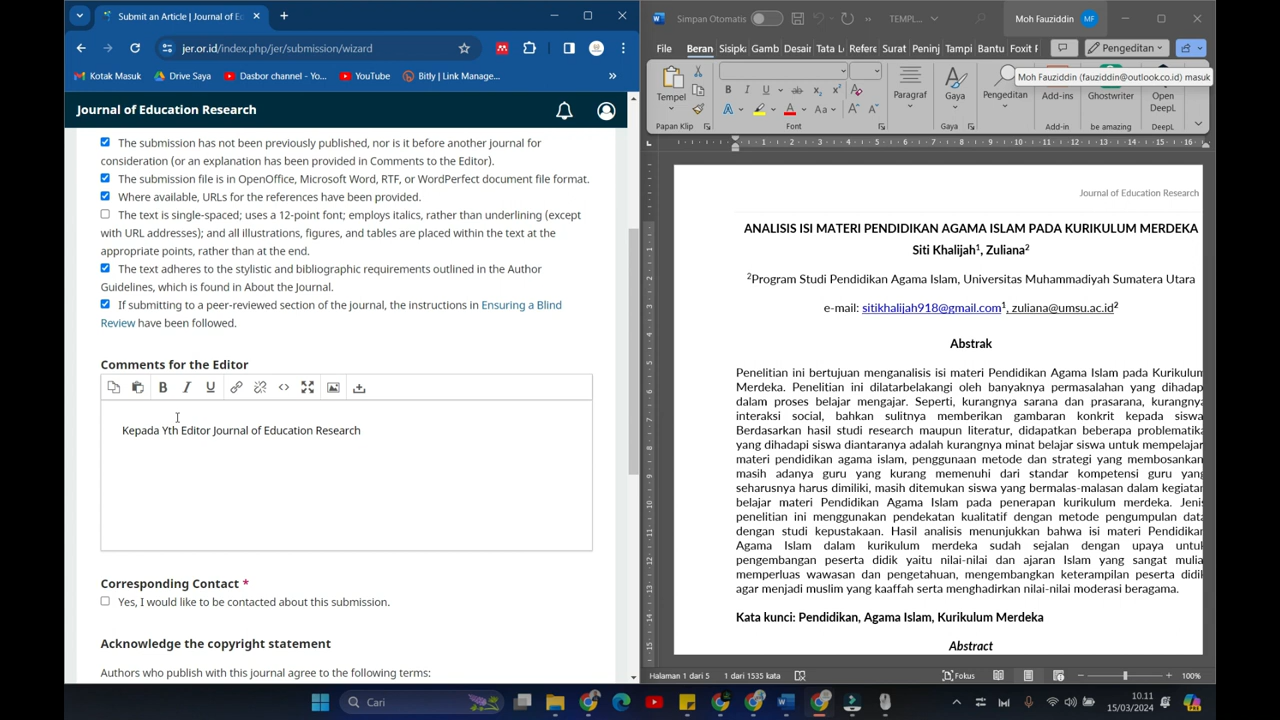 Submit an Article | Journal of Ed
jer.or.id/index.php/jer/submission/wizard
Kotak Masuk
Drive Saya
Dasbor channel - Yo...
YouTube
Bitly | Link Manage...
Journal of Education Research
The submission has not been previously published, nor is it before another journal for
consideration (or an explanation has been provided in Comments to the Editor).
The submission file is in OpenOffice, Microsoft Word, RTF, or WordPerfect document file format.
Where available, URLs for the references have been provided.
The text is single-spaced; uses a 12-point font; employs italics, rather than underlining (except
with URL addresses); and all illustrations, figures, and tables are placed within the text at the
appropriate points, rather than at the end.
The text adheres to the stylistic and bibliographic requirements outlined in the Author
Guidelines, which is found in About the Journal.
If submitting to a peer-reviewed section of the journal, the instructions in Ensuring a Blind
Review have been followed.
Comments for the editor
Kepada Yth Editor Journal of Education Research
Corresponding Contact *
Yes, I would like to be contacted about this submission.
Acknowledge the copyright statement
Authors who publish with this journal agree to the following terms:
Simpan Otomatis
TEMPL...
Moh Fauziddin
MF
File
Beran
Sisipka
Gamb
Desair
Tata L
Refere
Surat
Peninj
Tampi
Bantu
Foxit F
Pengeditan
Moh Fauziddin (fauziddin@outlook.co.id) masuk
Tempel
Paragraf
Gaya
Pengeditan
Add-ins
Ghostwriter
Open
DeepL
Papan Klip
Font
Gaya
Add-in
be amazing
DeepL
Journal of Education Research
ANALISIS ISI MATERI PENDIDIKAN AGAMA ISLAM PADA KURIKULUM MERDEKA
Siti Khalijah1, Zuliana2
2Program Studi Pendidikan Agama Islam, Universitas Muhammadiyah Sumatera Utara
e-mail: sitikhalijah918@gmail.com1, zuliana@umsu.ac.id2
Abstrak
Penelitian ini bertujuan menganalisis isi materi Pendidikan Agama Islam pada Kurikulum
Merdeka. Penelitian ini dilatarbelakangi oleh banyaknya permasalahan yang dihadap
dalam proses belajar mengajar. Seperti, kurangnya sarana dan prasarana, kurangnya
interaksi social bahkan sulitnya memberikan gambaran konkrit kepada siswa
Berdasarkan hasil studi research maupun literatur, didapatkan beberapa problematika
yang dihadapi siswa diantaranya adalah kurangnya minat belajar siswa untuk mempelajar
materi pendidikan agama islam, penggunaan metode dan strategi yang membosankan
masih adanya guru yang kurang memenuhi dari standar kompetensi guru yang
seharusnya harus dimiliki, masih ditemukan siswa yang bermalas-malasan dalam kegiatan
belajar materi Pendidikan Agama Islam pada penerapan kurikulum merdeka. Jenis
penelitian ini menggunakan pendekatan kualitatif dengan metode pengumpulan data
dengan studi kepustakaan. Hasil analisis menunjukkan bahwa isi materi Pendidikan
Agama Islam dalam kurikulum merdeka sudah sejalan dengan upaya untuk
pengembangan peserta didik yaitu nilai-nilai dan ajaran Islam yang sangat mulia
memperluas wawasan dan pengetahuan, mengembangkan keterampilan peserta didik
agar menjadi muslim yang kaaffah serta menghadirkan nilai-nilai moderasi beragama.
Kata kunci: Pendidikan, Agama Islam, Kurikulum Merdeka
Abstract
Halaman 1 dari 5
1 dari 1535 kata
Fokus
100%
Cari
10.11
15/03/2024